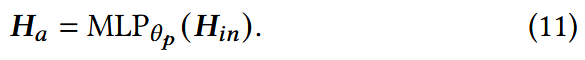 H_a = MLP_{θ_p}(H_{in}). (11)